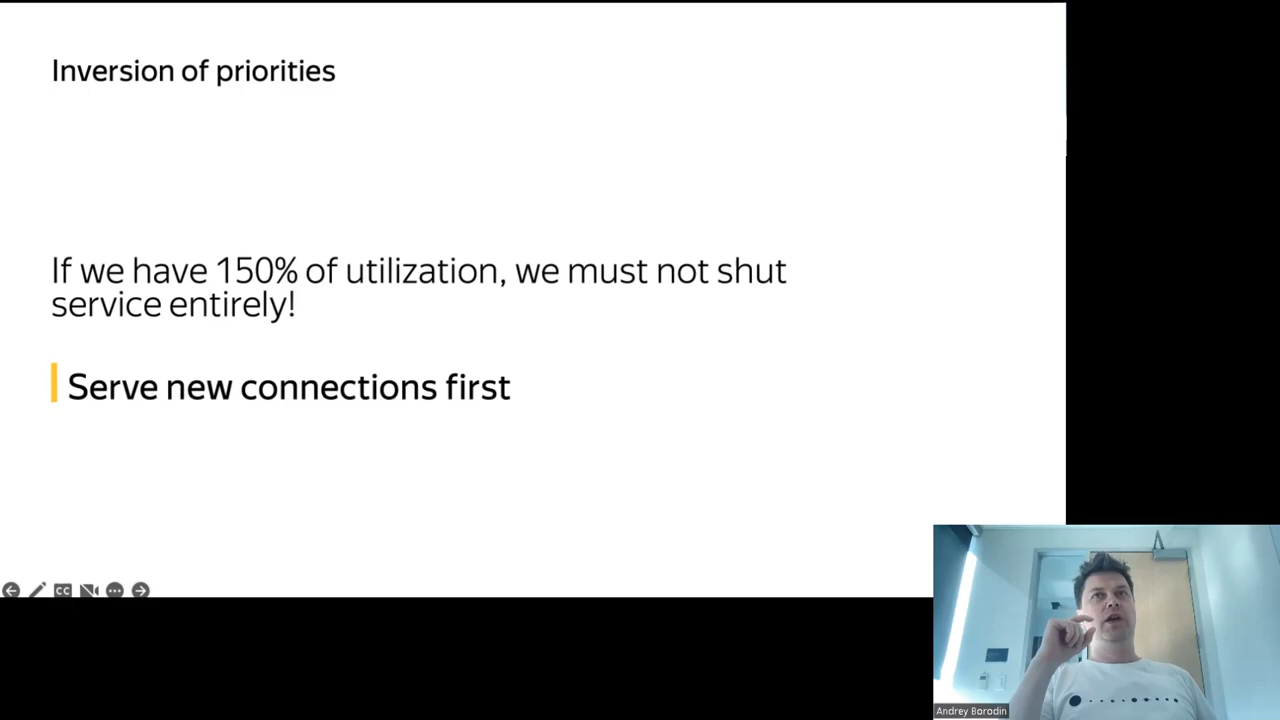 Inversion of priorities
If we have 150% of utilization, we must not shut
service entirely!
Serve new connections first
CC
Andrey Borodin